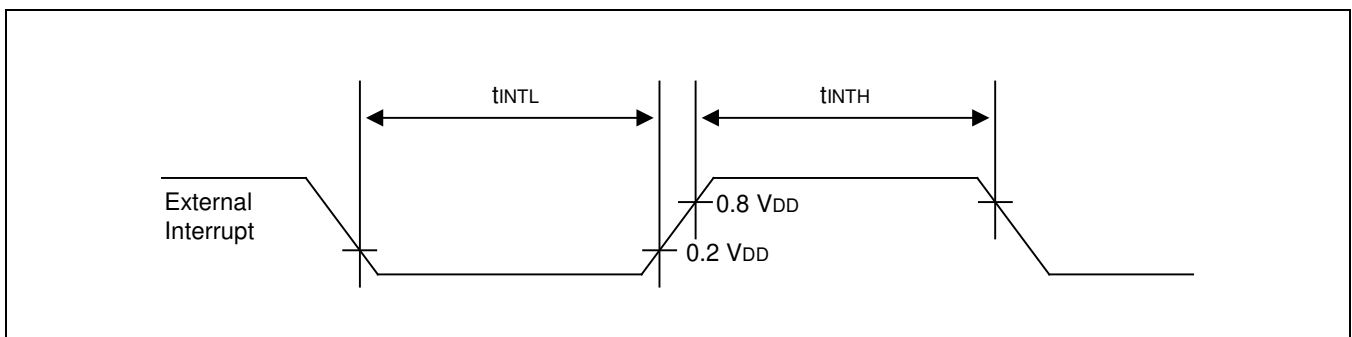 tINTL
tINTH
External
Interrupt
0.8 VDD
0.2 VDD